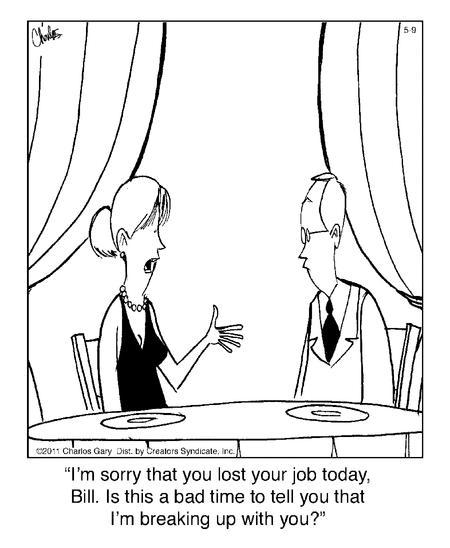 Charlos
5-9
©2011 Charlos Gary Dist. by Creators Syndicate, Inc.
“I’m sorry that you lost your job today,
Bill. Is this a bad time to tell you that
I’m breaking up with you?”